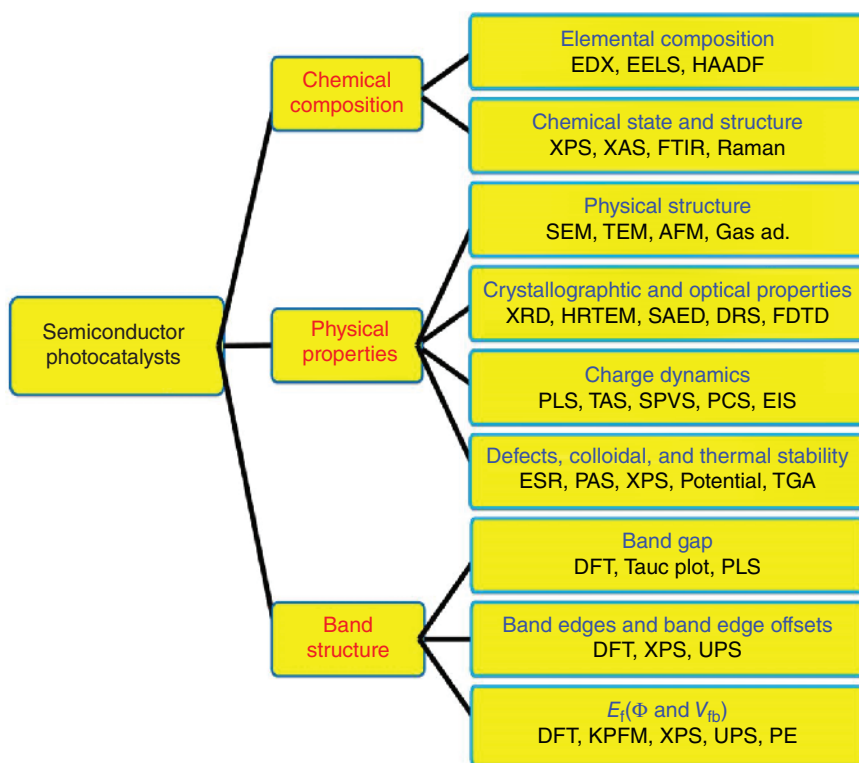 Semiconductor
photocatalysts
Chemical
composition
Elemental composition
EDX, EELS, HAADF
Chemical state and structure
XPS, XAS, FTIR, Raman
Physical
properties
Physical structure
SEM, TEM, AFM, Gas ad.
Crystallographtic and optical properties
XRD, HRTEM, SAED, DRS, FDTD
Charge dynamics
PLS, TAS, SPVS, PCS, EIS
Defects, colloidal, and thermal stability
ESR, PAS, XPS, Potential, TGA
Band
structure
Band gap
DFT, Tauc plot, PLS
Band edges and band edge offsets
DFT, XPS, UPS
Ef(Φ and Vfb)
DFT, KPFM, XPS, UPS, PE